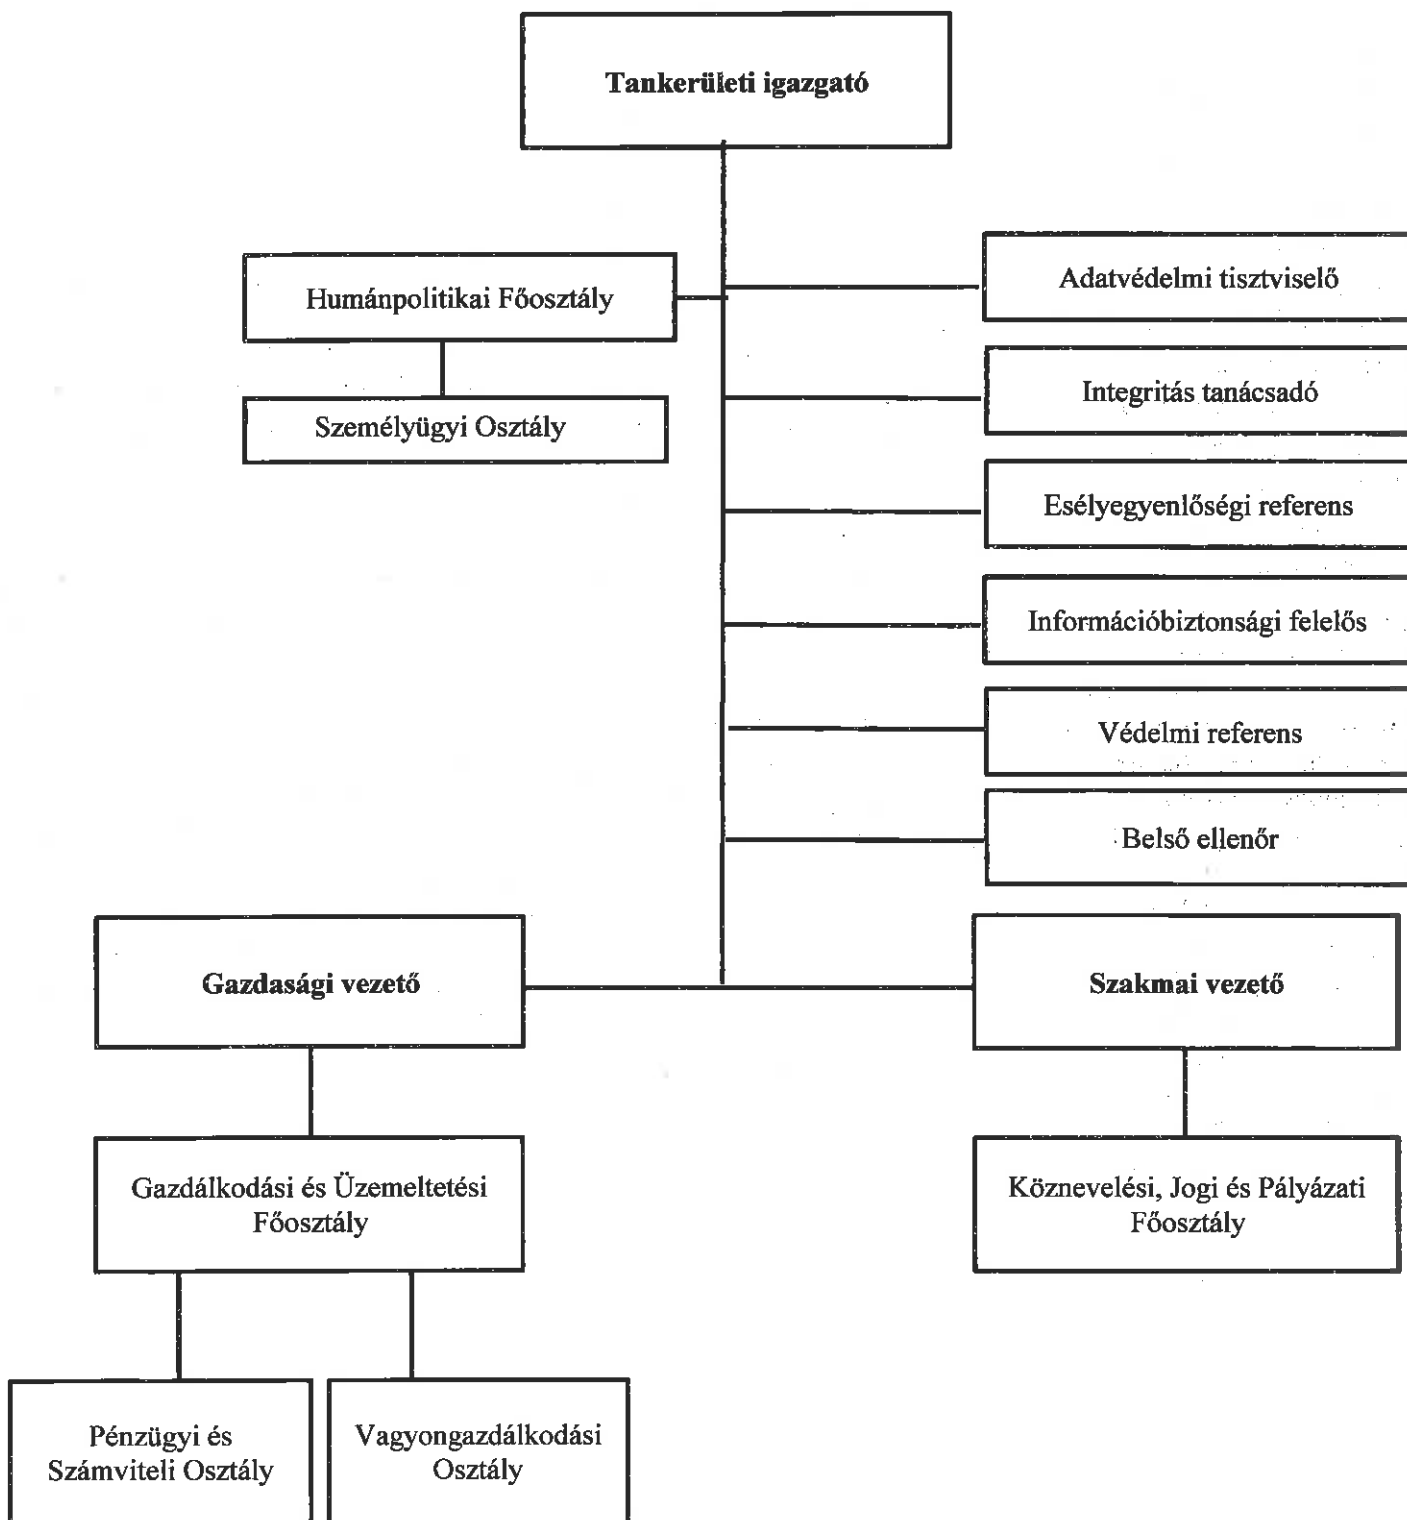 Tankerületi igazgató
Humánpolitikai Főosztály
Személyügyi Osztály
Adatvédelmi tisztviselő
Integritás tanácsadó
Esélyegyenlőségi referens
Információbiztonsági felelős
Védelmi referens
Belső ellenőr
Gazdasági vezető
Szakmai vezető
Gazdálkodási és Üzemeltetési
Főosztály
Köznevelési, Jogi és Pályázati
Főosztály
Pénzügyi és
Számviteli Osztály
Vagyongazdálkodási
Osztály